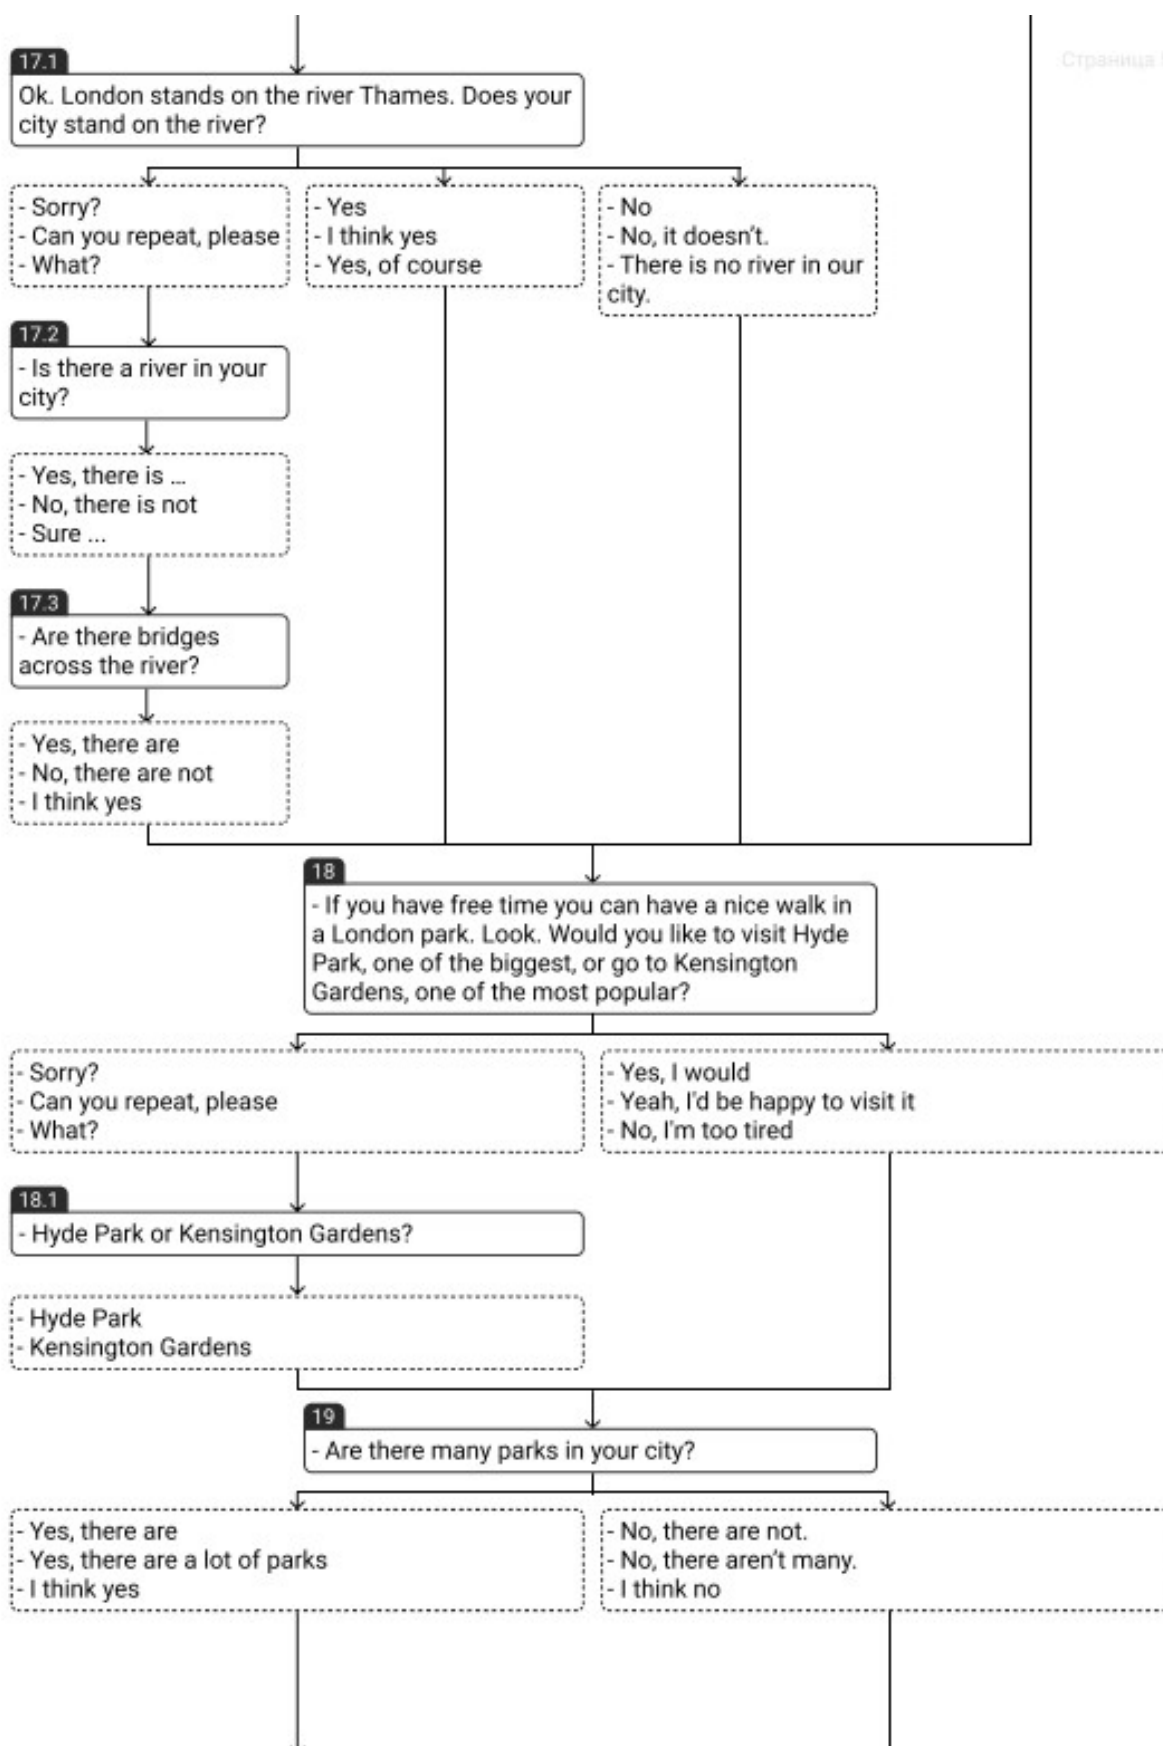 Страница
17.1
Ok. London stands on the river Thames. Does your
city stand on the river?
- Sorry?
- Can you repeat, please
- What?
- Yes
- I think yes
- Yes, of course
- No
- No, it doesn't.
- There is no river in our
city.
17.2
- Is there a river in your
city?
- Yes, there is ...
- No, there is not
- Sure ...
17.3
- Are there bridges
across the river?
- Yes, there are
- No, there are not
- I think yes
18
- If you have free time you can have a nice walk in
a London park. Look. Would you like to visit Hyde
Park, one of the biggest, or go to Kensington
Gardens, one of the most popular?
- Sorry?
- Can you repeat, please
- What?
- Yes, I would
- Yeah, I'd be happy to visit it
- No, I'm too tired
18.1
- Hyde Park or Kensington Gardens?
- Hyde Park
- Kensington Gardens
19
- Are there many parks in your city?
- Yes, there are
- Yes, there are a lot of parks
- I think yes
- No, there are not.
- No, there aren't many.
- I think no